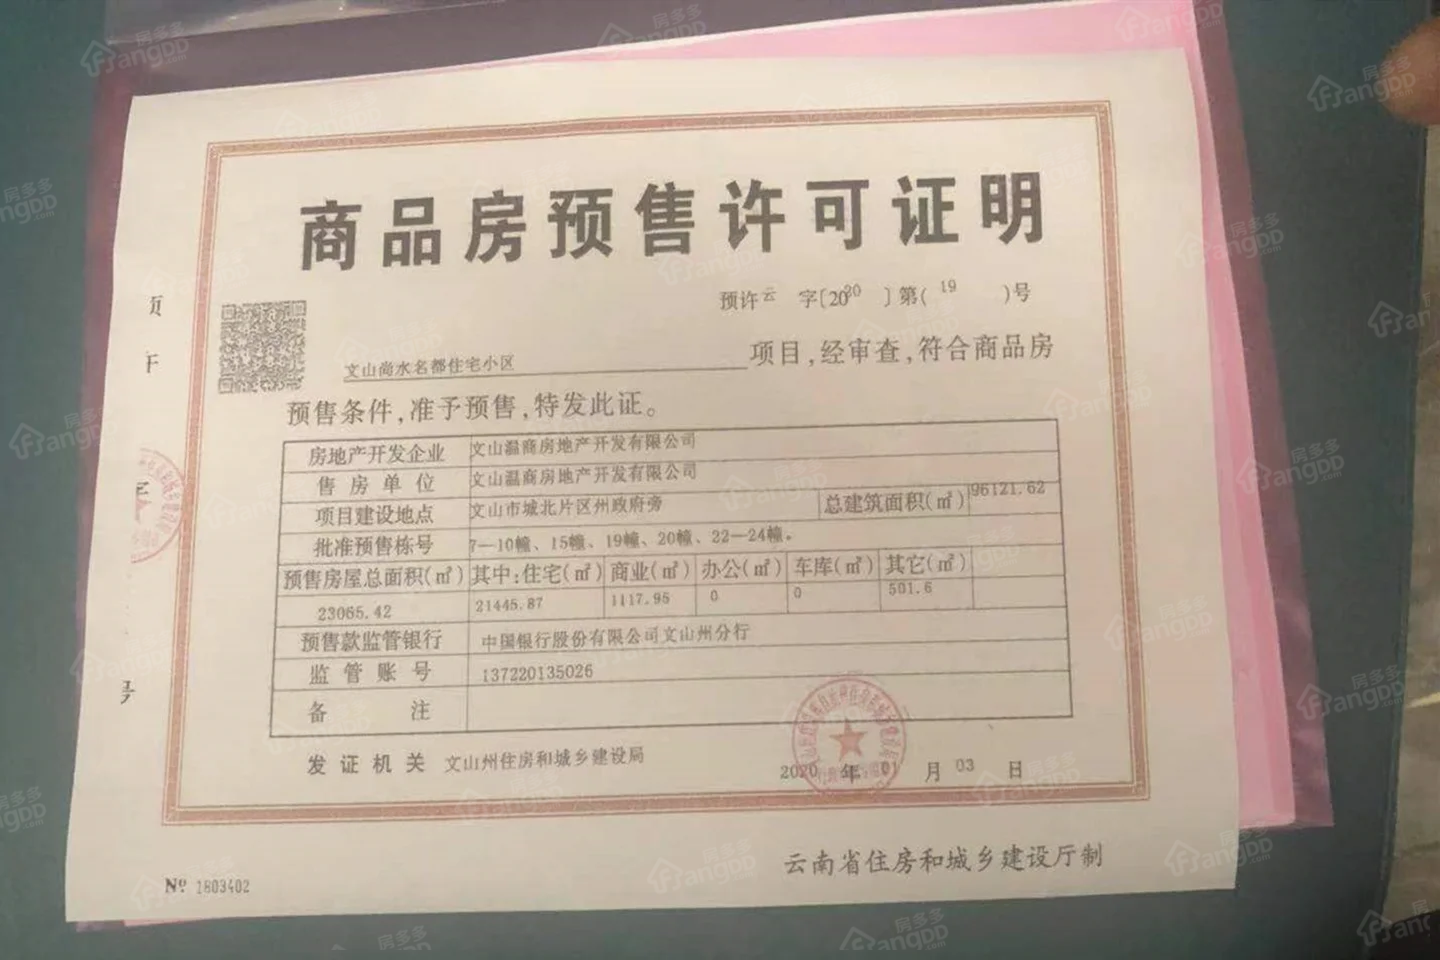 商品房预售许可证明
预许云 字[2020 ]第( 19 )号
文山尚水名都住宅小区 项目,经审查,符合商品房
预售条件,准予预售,特发此证。
房地产开发企业 文山温商房地产开发有限公司
售房单位 文山温商房地产开发有限公司
项目建设地点 文山市城北片区州政府旁 总建筑面积(㎡) 96121.62
批准预售栋号 7—10幢、15幢、19幢、20幢、22—24幢。
预售房屋总面积(㎡) 其中:住宅(㎡) 商业(㎡) 办公(㎡) 车库(㎡) 其它(㎡)
23065.42 21445.87 1117.95 0 0 501.6
预售款监管银行 中国银行股份有限公司文山州分行
监管账号 137220135026
备 注
发证机关 文山州住房和城乡建设局
2020 年 01 月 03 日
云南省住房和城乡建设厅制
№ 1803402
号
房多多
FangDD
.com